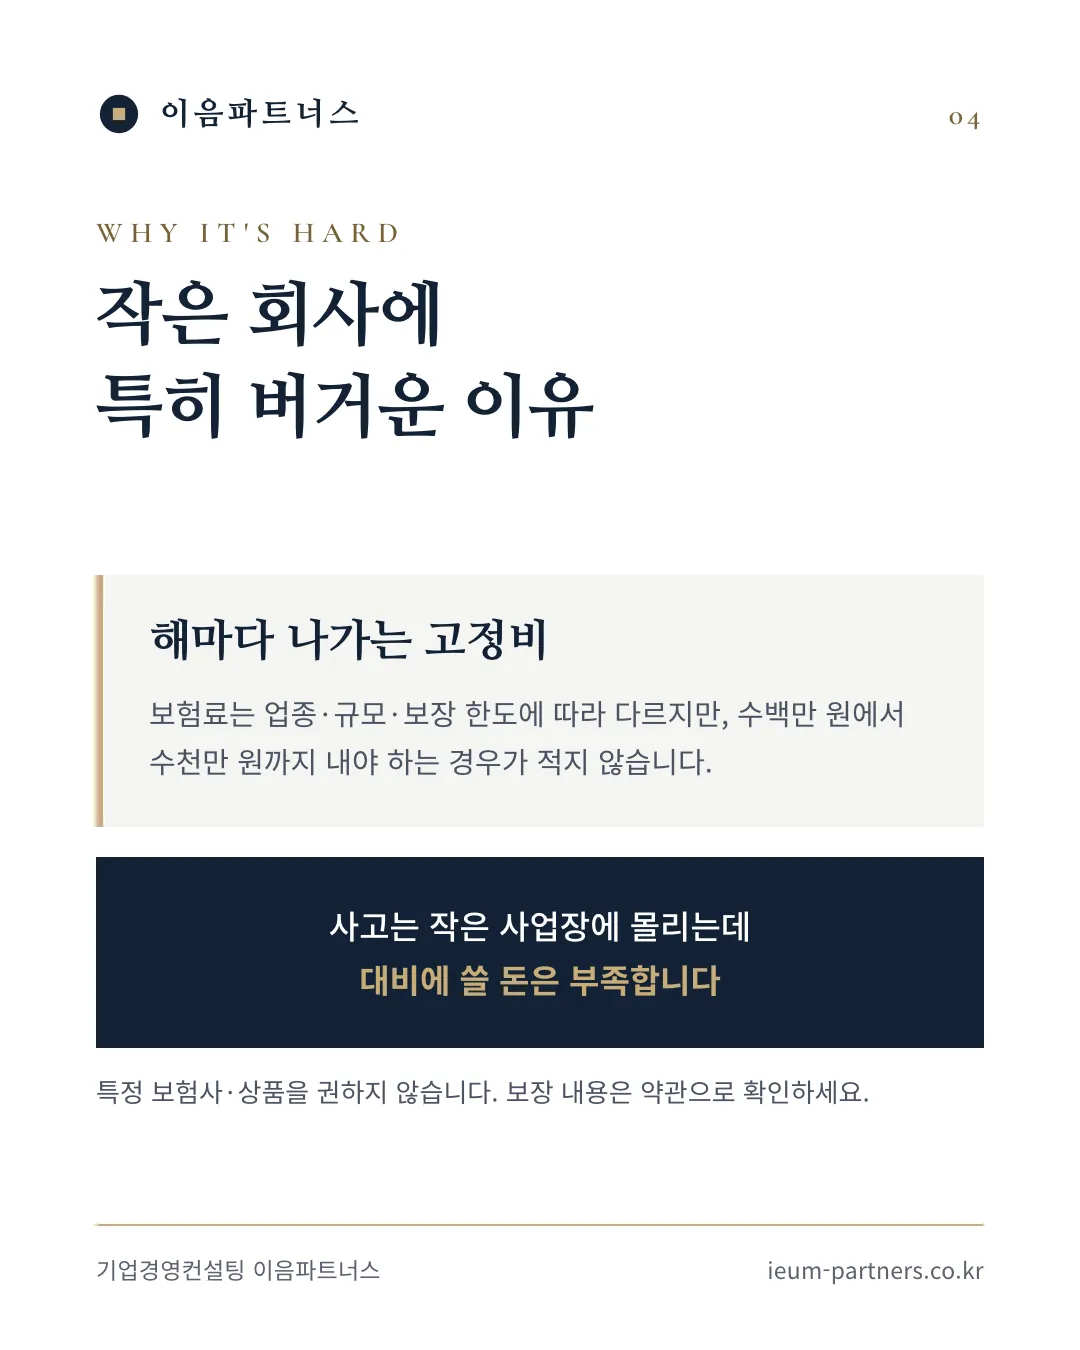 이음파트너스
04
WHY IT'S HARD
작은 회사에
특히 버거운 이유
해마다 나가는 고정비
보험료는 업종·규모·보장 한도에 따라 다르지만, 수백만 원에서
수천만 원까지 내야 하는 경우가 적지 않습니다.
사고는 작은 사업장에 몰리는데
대비에 쓸 돈은 부족합니다
특정 보험사·상품을 권하지 않습니다. 보장 내용은 약관으로 확인하세요.
기업경영컨설팅 이음파트너스
ieum-partners.co.kr